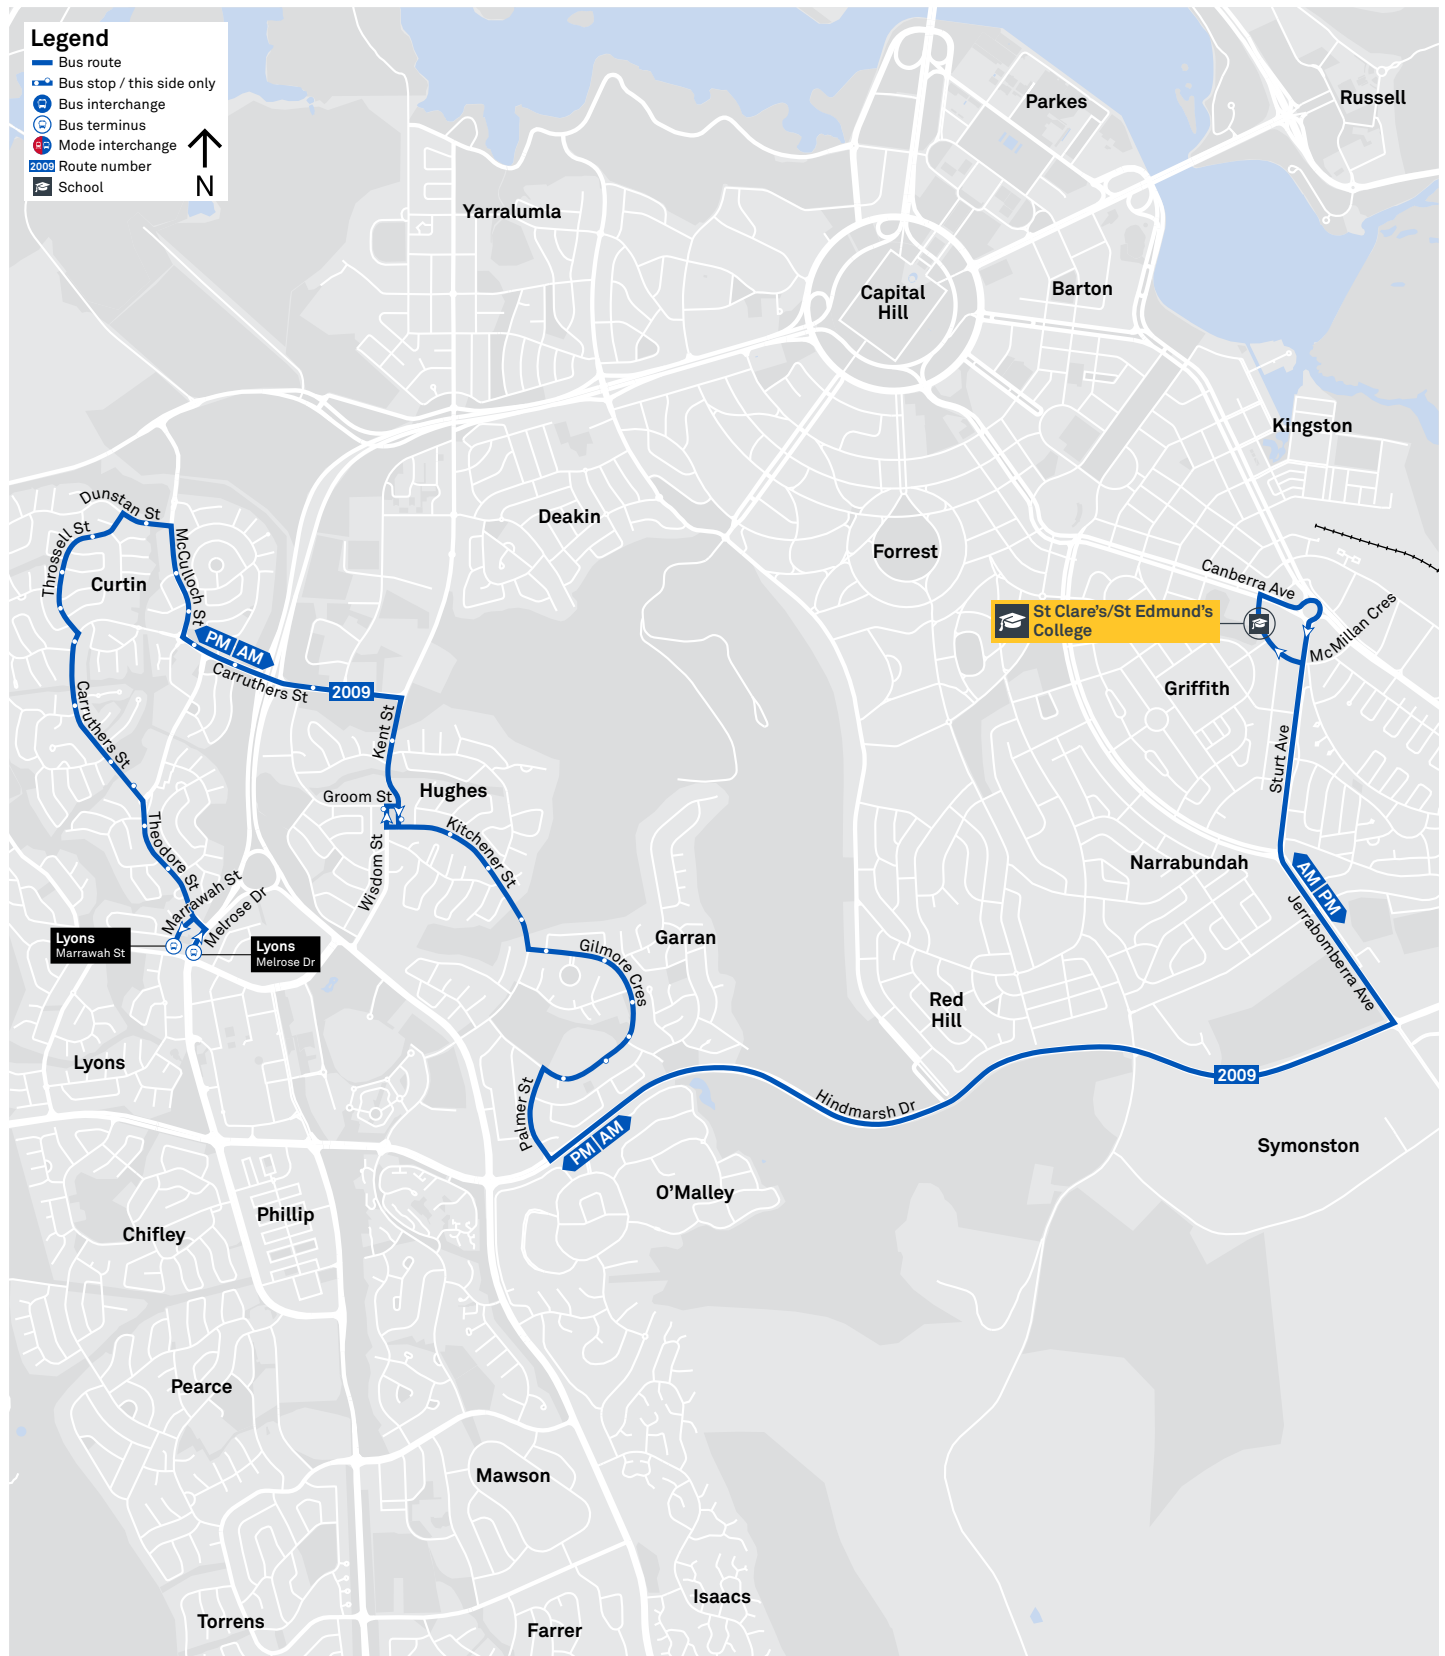 Legend
Bus route
Bus stop / this side only
Bus interchange
Bus terminus
Mode interchange
2009 Route number
School
N
Parkes
Russell
Yarralumla
Capital
Hill
Barton
Kingston
Deakin
Forrest
Dunstan St
Throssell St
McCulloch St
Curtin
PM | AM
Carruthers St
2009
Canberra Ave
St Clare's/St Edmund's
College
McMillan Cres
Griffith
Carruthers St
Kent St
Sturt Ave
Groom St
Hughes
Kitchener St
Theodore St
Wisdom St
Narrabundah
AM | PM
Marrawah St
Melrose Dr
Jerrabomberra Ave
Lyons
Marrawah St
Lyons
Melrose Dr
Garran
Gilmore Cres
Red
Hill
Lyons
2009
Palmer St
Hindmarsh Dr
PM | AM
Symonston
O'Malley
Phillip
Chifley
Pearce
Mawson
Isaacs
Torrens
Farrer